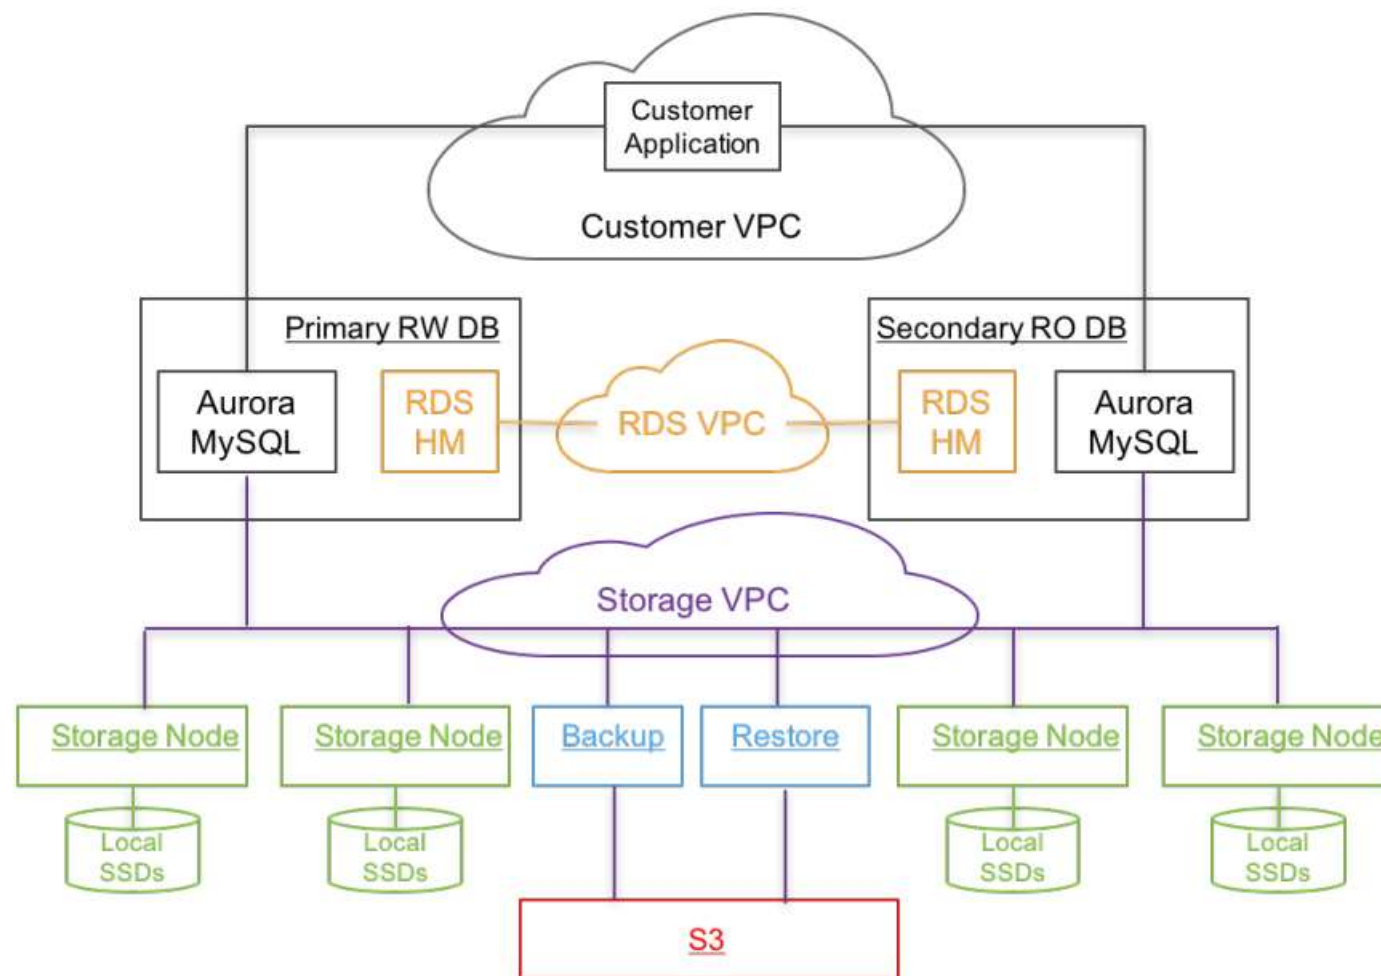 Customer
Application
Customer VPC
Primary RW DB
Secondary RO DB
Aurora
MySQL
RDS
HM
RDS VPC
RDS
HM
Aurora
MySQL
Storage VPC
Storage Node
Storage Node
Backup
Restore
Storage Node
Storage Node
Local
SSDs
Local
SSDs
Local
SSDs
Local
SSDs
S3